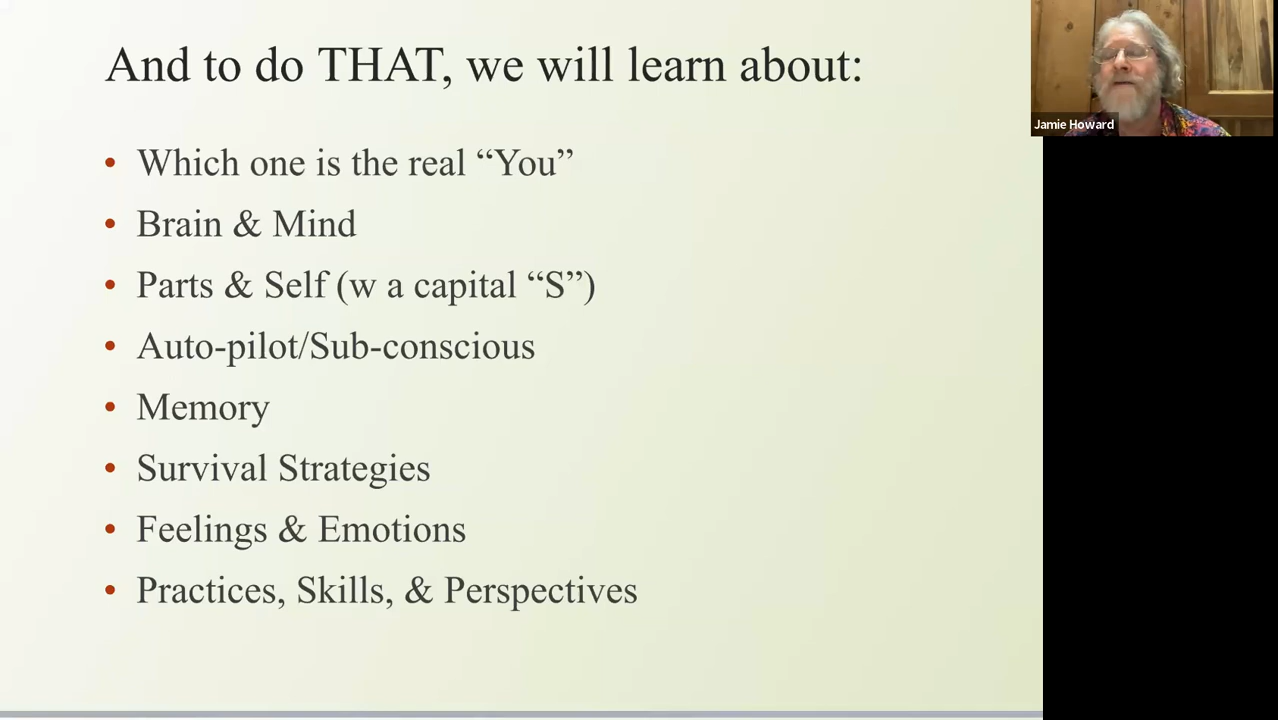 And to do THAT, we will learn about:
• Which one is the real “You”
• Brain & Mind
• Parts & Self (w a capital “S”)
• Auto-pilot/Sub-conscious
• Memory
• Survival Strategies
• Feelings & Emotions
• Practices, Skills, & Perspectives
Jamie Howard